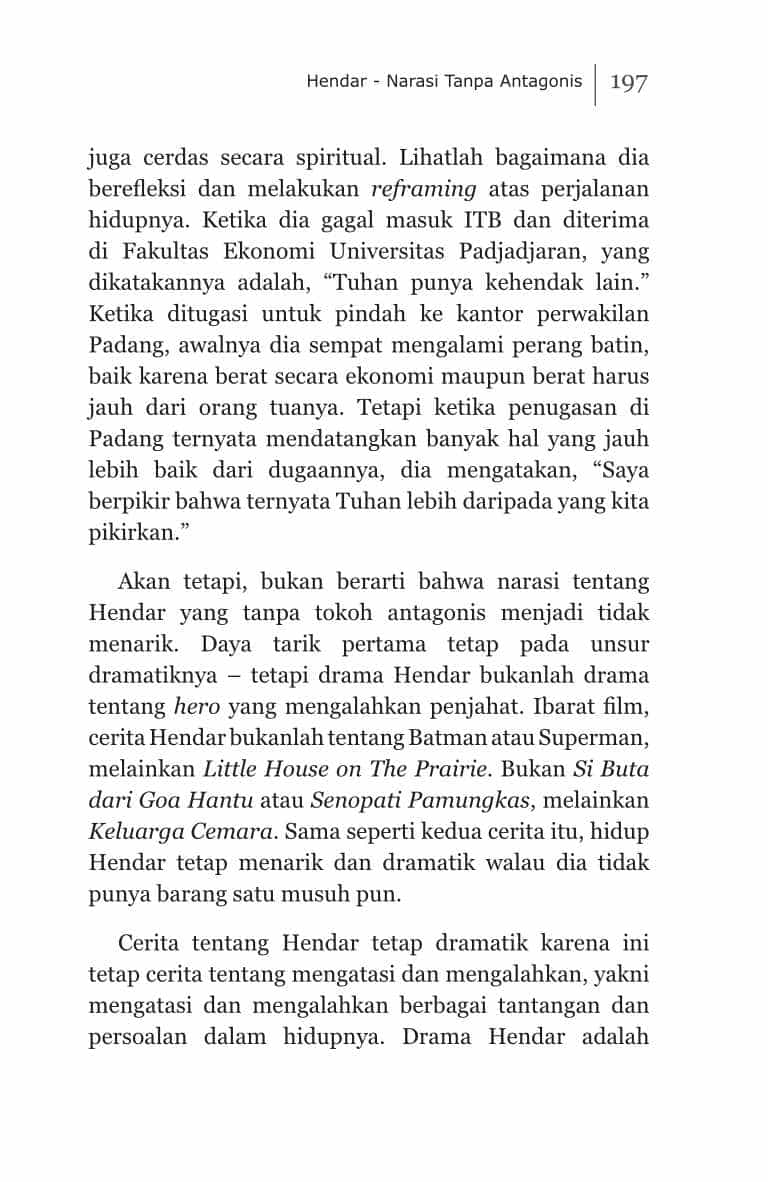 Hendar - Narasi Tanpa Antagonis 197
juga cerdas secara spiritual. Lihatlah bagaimana dia
berefleksi dan melakukan reframing atas perjalanan
hidupnya. Ketika dia gagal masuk ITB dan diterima
di Fakultas Ekonomi Universitas Padjadjaran, yang
dikatakannya adalah, “Tuhan punya kehendak lain.”
Ketika ditugasi untuk pindah ke kantor perwakilan
Padang, awalnya dia sempat mengalami perang batin,
baik karena berat secara ekonomi maupun berat harus
jauh dari orang tuanya. Tetapi ketika penugasan di
Padang ternyata mendatangkan banyak hal yang jauh
lebih baik dari dugaannya, dia mengatakan, “Saya
berpikir bahwa ternyata Tuhan lebih daripada yang kita
pikirkan.”
Akan tetapi, bukan berarti bahwa narasi tentang
Hendar yang tanpa tokoh antagonis menjadi tidak
menarik. Daya tarik pertama tetap pada unsur
dramatiknya – tetapi drama Hendar bukanlah drama
tentang hero yang mengalahkan penjahat. Ibarat film,
cerita Hendar bukanlah tentang Batman atau Superman,
melainkan Little House on The Prairie. Bukan Si Buta
dari Goa Hantu atau Senopati Pamungkas, melainkan
Keluarga Cemara. Sama seperti kedua cerita itu, hidup
Hendar tetap menarik dan dramatik walau dia tidak
punya barang satu musuh pun.
Cerita tentang Hendar tetap dramatik karena ini
tetap cerita tentang mengatasi dan mengalahkan, yakni
mengatasi dan mengalahkan berbagai tantangan dan
persoalan dalam hidupnya. Drama Hendar adalah